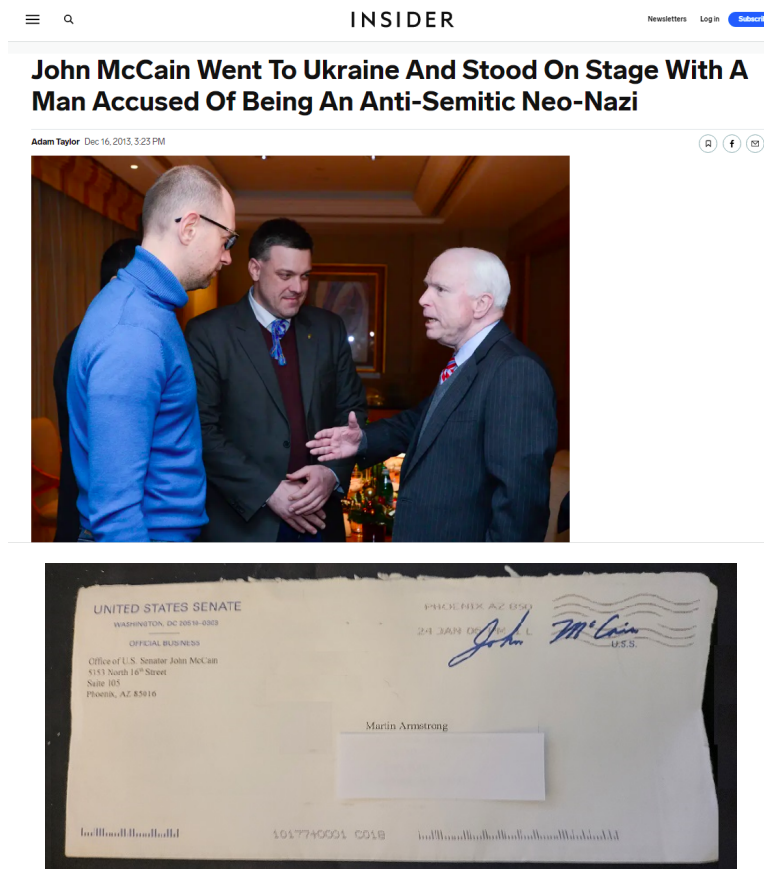 INSIDER
Newsletters Log in Subscri
John McCain Went To Ukraine And Stood On Stage With A
Man Accused Of Being An Anti-Semitic Neo-Nazi
Adam Taylor Dec 16, 2013, 3:23 PM
UNITED STATES SENATE
WASHINGTON, DC 20510-0303
OFFICIAL BUSINESS
Office of U.S. Senator John McCain
5353 North 16th Street
Suite 105
Phoenix, AZ 85016
PHOENIX AZ 850
24 JAN
John McCain
U.S.S.
Martin Armstrong
1017740001 C018